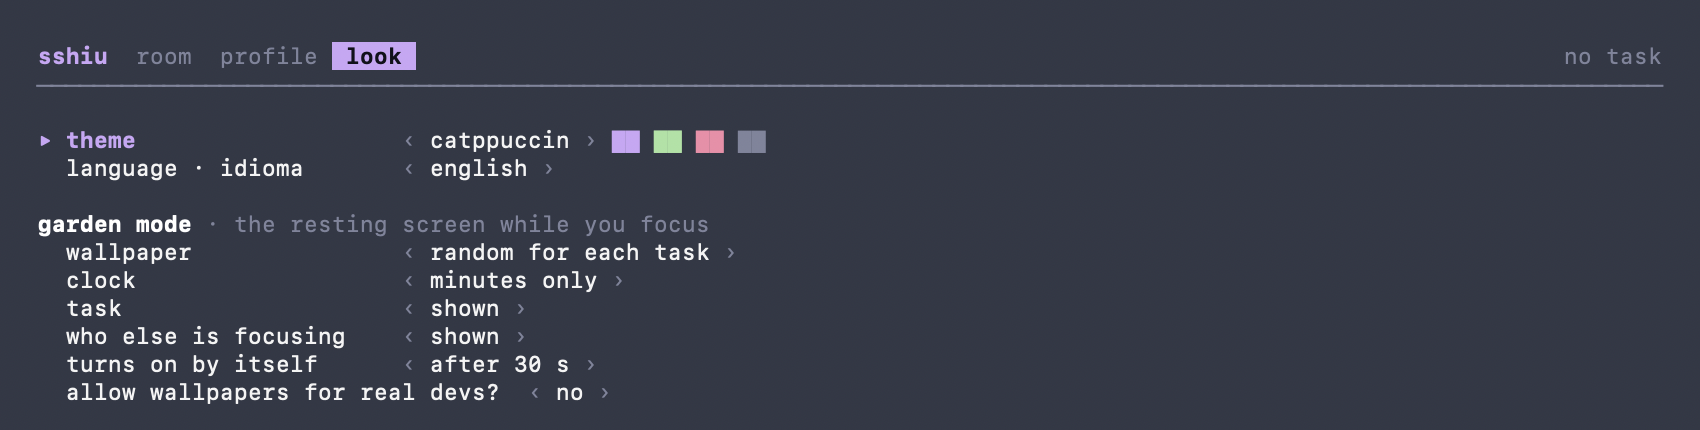 sshiu room profile look no task
▸ theme ‹ catppuccin ›
language · idioma ‹ english ›
garden mode · the resting screen while you focus
wallpaper ‹ random for each task ›
clock ‹ minutes only ›
task ‹ shown ›
who else is focusing ‹ shown ›
turns on by itself ‹ after 30 s ›
allow wallpapers for real devs? ‹ no ›